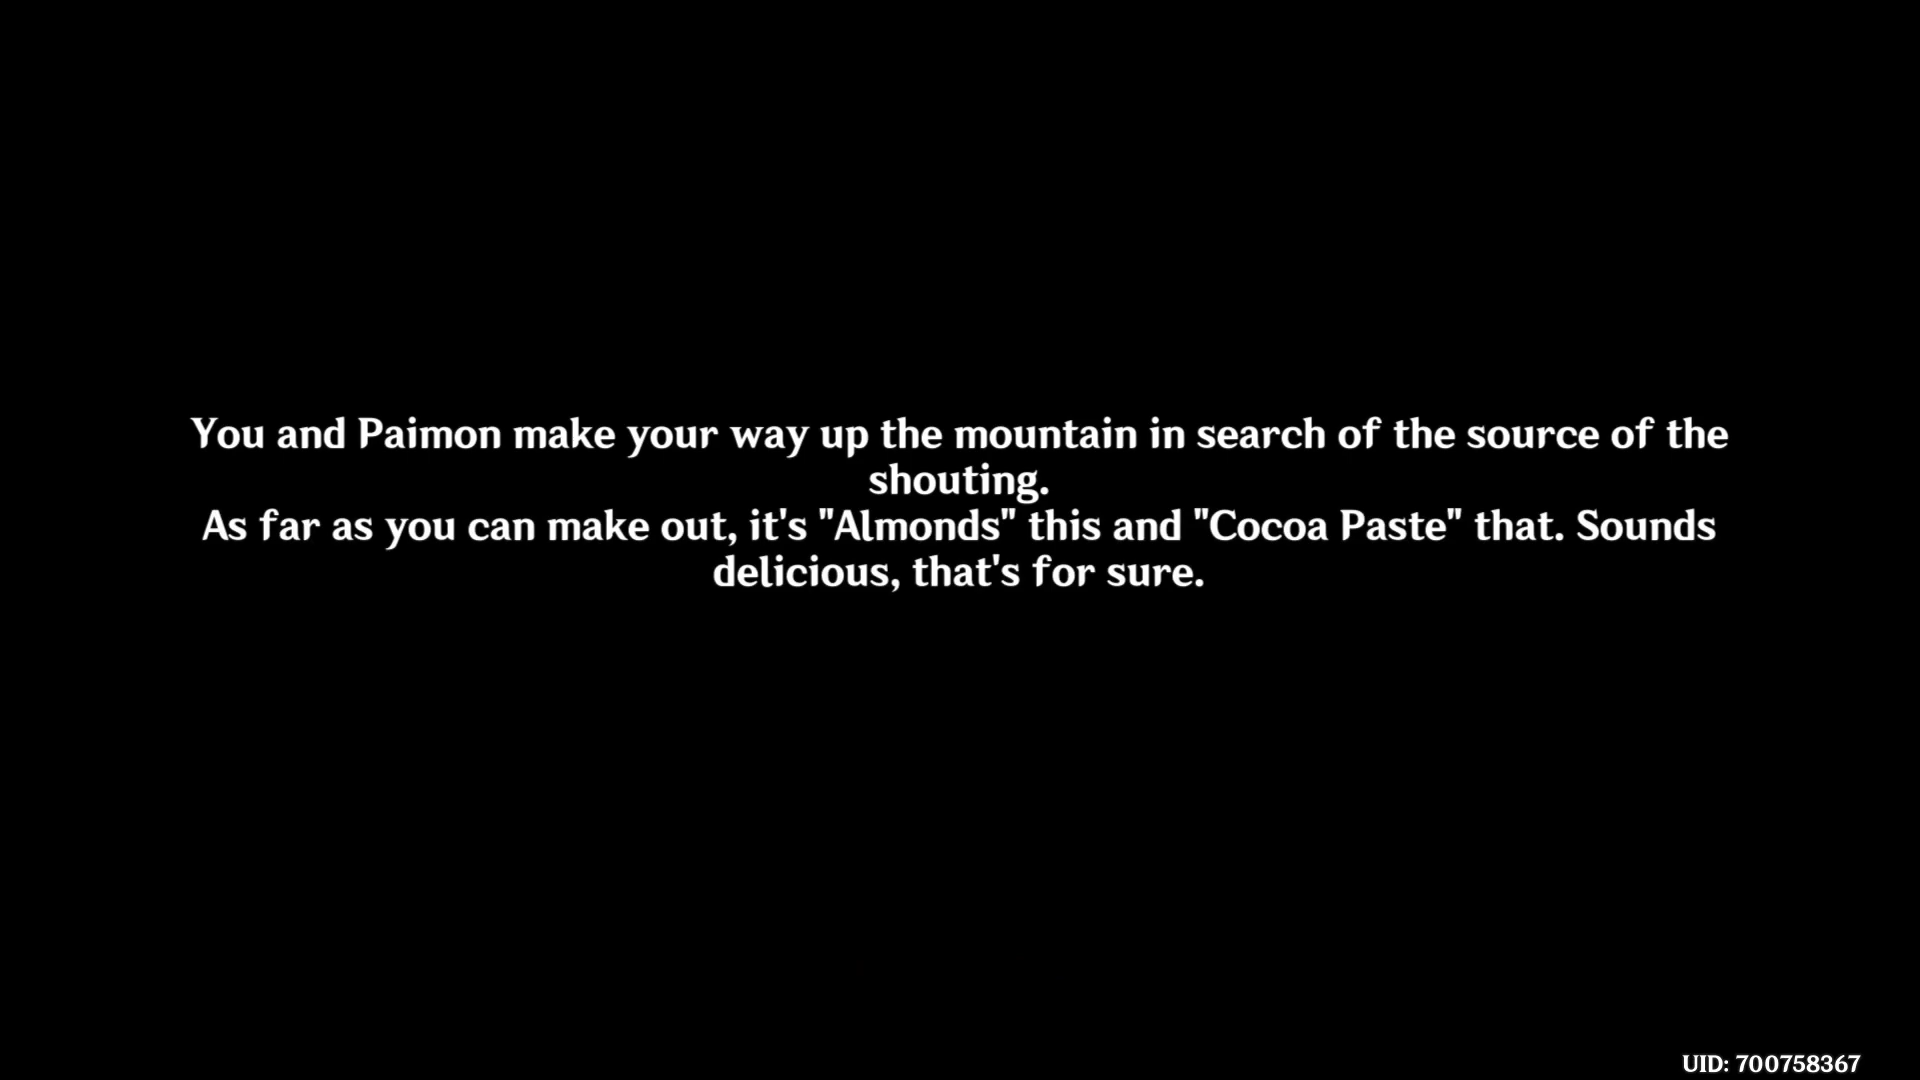 You and Paimon make your way up the mountain in search of the source of the
shouting.
As far as you can make out, it's "Almonds" this and "Cocoa Paste" that. Sounds
delicious, that's for sure.
UID: 700758367